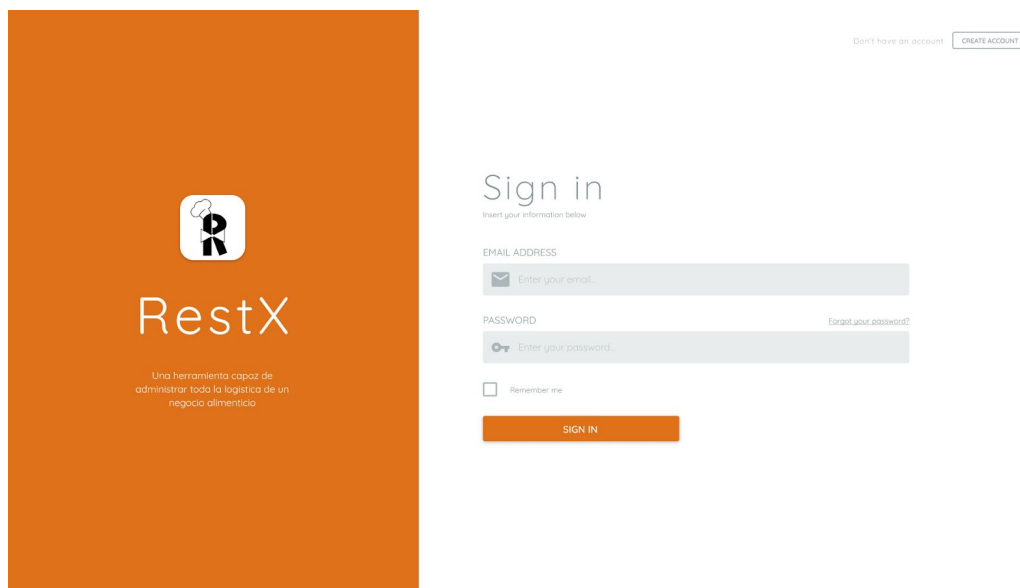 Don't have an account
CREATE ACCOUNT
R
RestX
Una herramienta capaz de
administrar toda la logistica de un
negocio alimenticio
Sign in
Insert your information below
EMAIL ADDRESS
Enter your email...
PASSWORD
Forgot your password?
Enter your password...
Remember me
SIGN IN